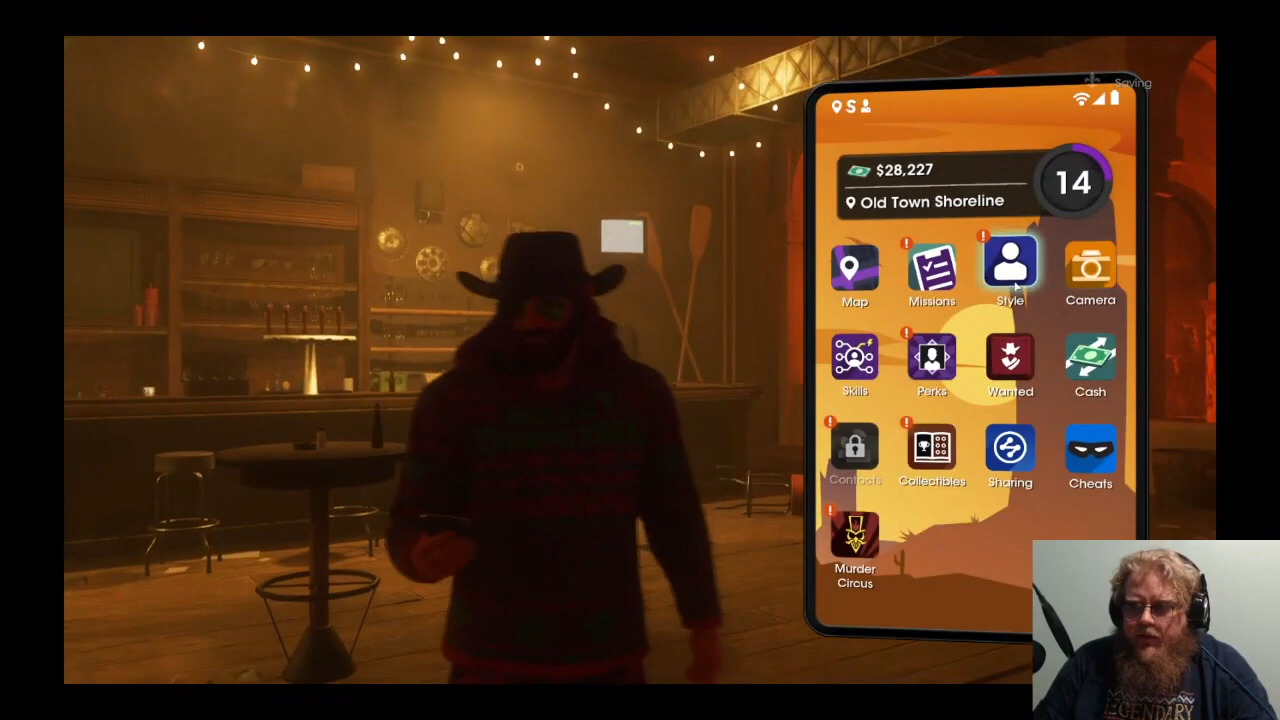 Saving
S
$28,227
14
Old Town Shoreline
Map
Missions
Style
Camera
Skills
Perks
Wanted
Cash
Contacts
Collectibles
Sharing
Cheats
Murder
Circus
LEGENDARY